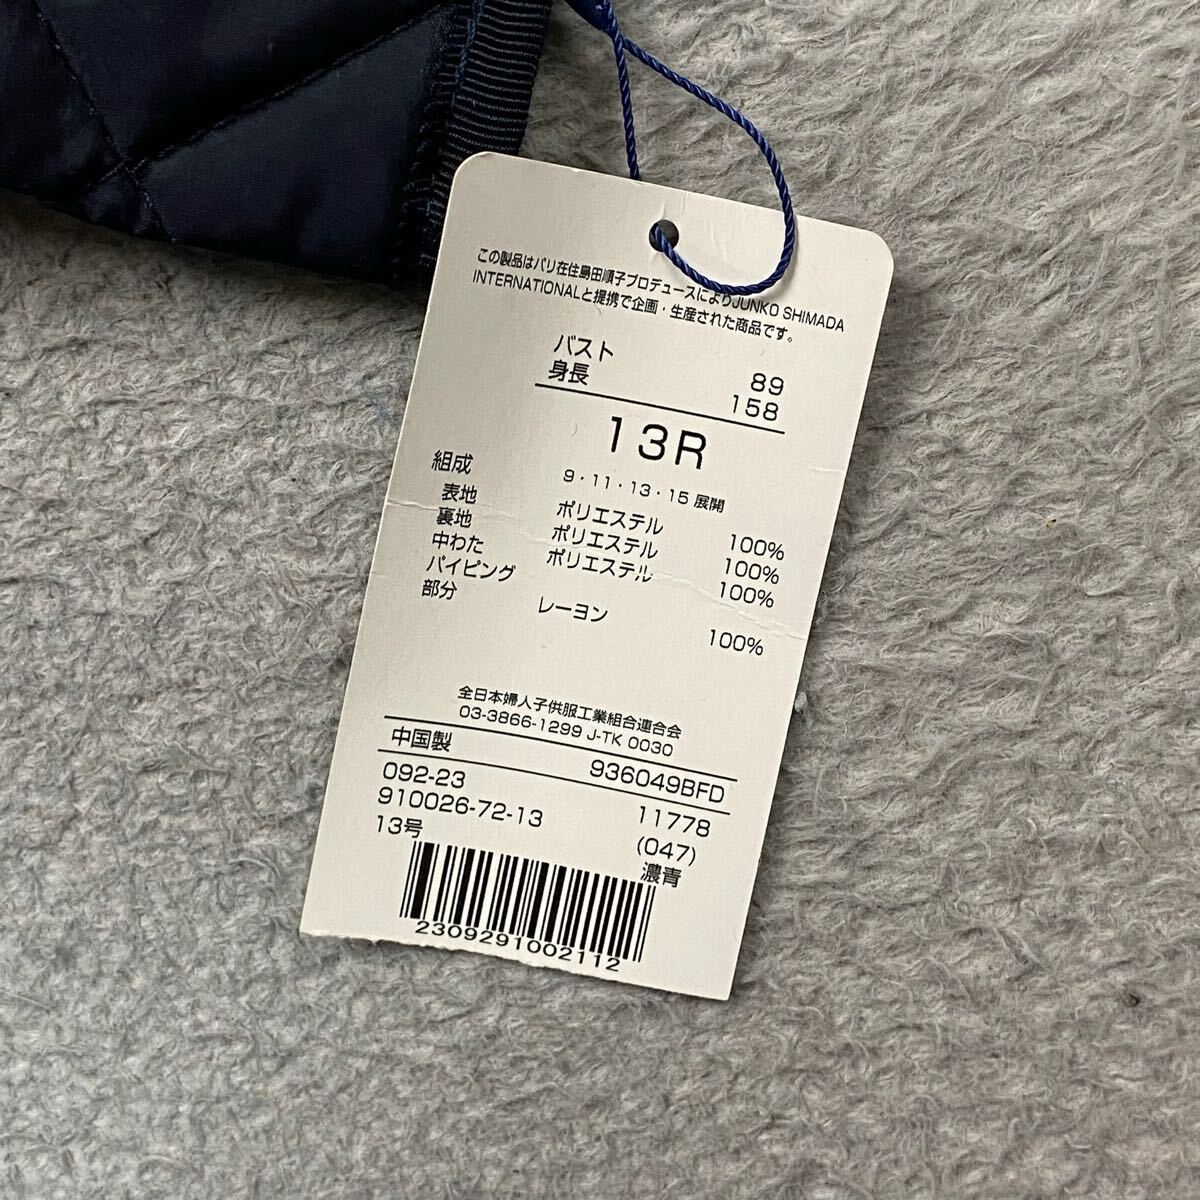 この製品はパリ在住島田順子プロデュースによりJUNKO SHIMADA
INTERNATIONALと提携で企画・生産された商品です。
バスト 89
身長 158
13R
9・11・13・15 展開
組成
表地 ポリエステル 100%
裏地 ポリエステル 100%
中わた ポリエステル 100%
パイピング
部分 レーヨン 100%
全日本婦人子供服工業組合連合会
03-3866-1299 J-TK 0030
中国製 936049BFD
092-23 11778
910026-72-13 (047)
13号 濃青
2309291002112